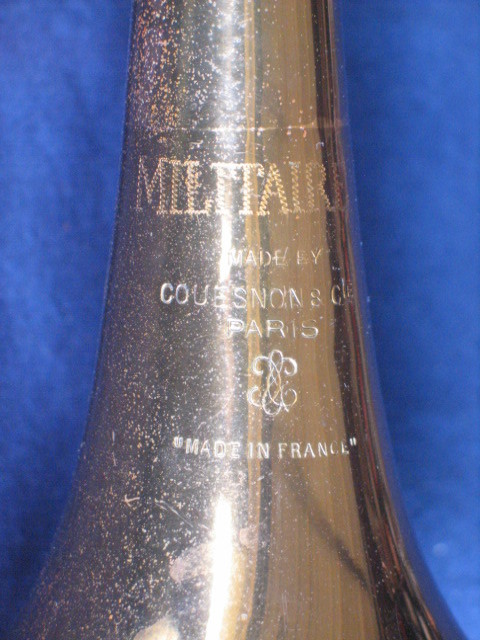 MILITAIRE
MADE BY
COUESNON & Cie
PARIS
"MADE IN FRANCE"